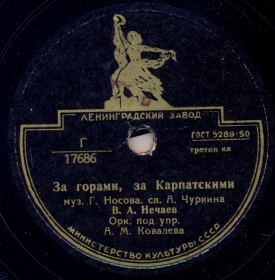 ЛЕНИНГРАДСКИЙ ЗАВОД
Г
17686
ГОСТ 5289-50
третий кл
За горами, за Карпатскими
муз. Г. Носова, сл. А. Чуркина
В. А. Нечаев
Орк. под упр.
А. М. Ковалева
МИНИСТЕРСТВО КУЛЬТУРЫ СССР